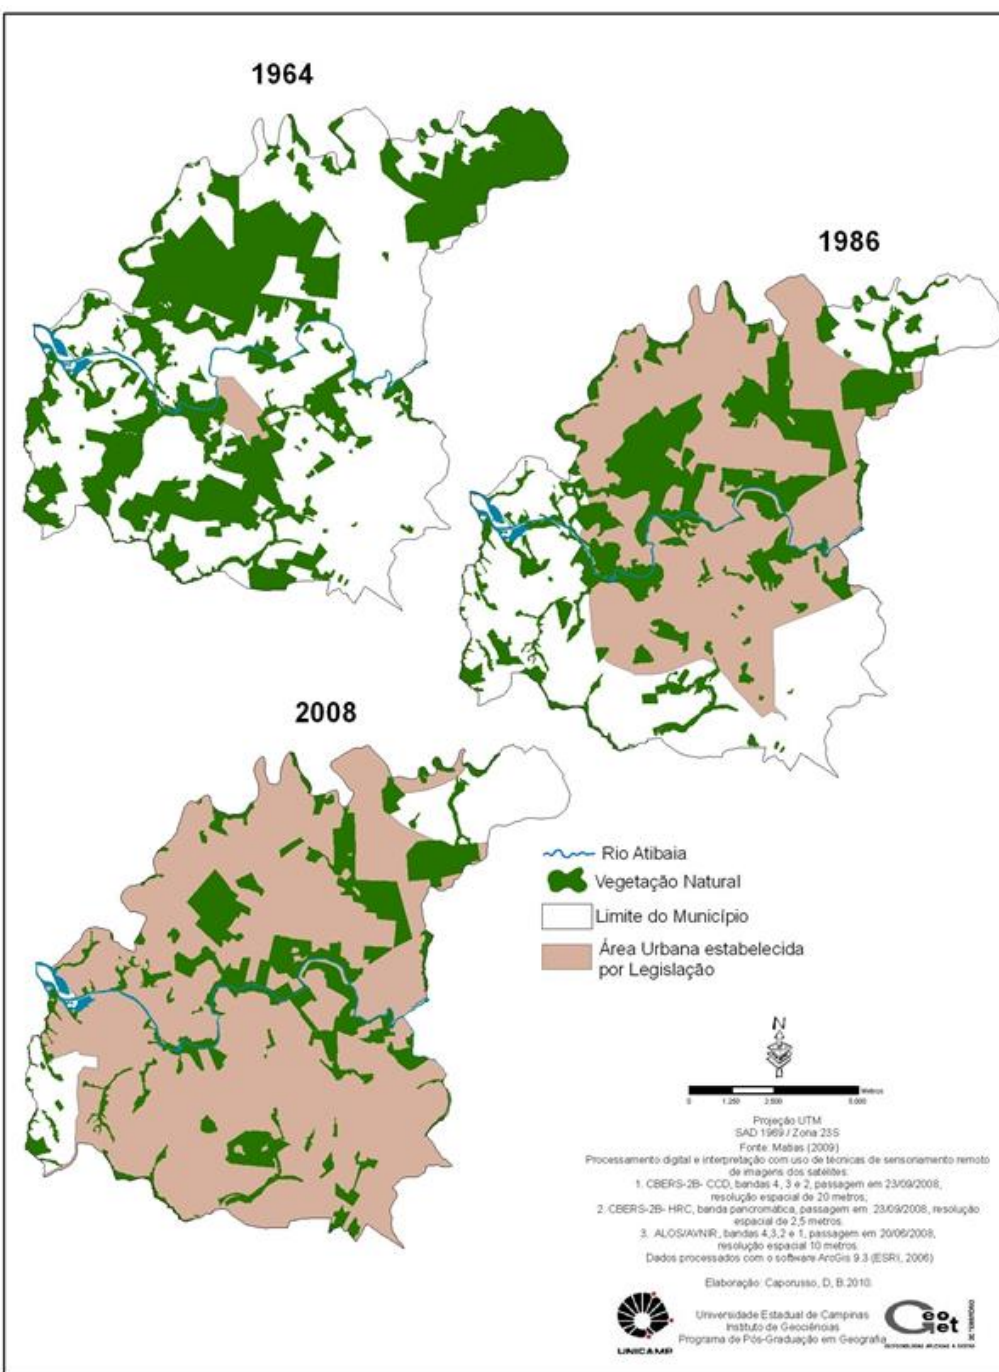 1964
1986
2008
Rio Atibaia
Vegetação Natural
Limite do Município
Área Urbana estabelecida
por Legislação
N
0 1.250 2.500 5.000 Metros
Projeção UTM
SAD 1969 / Zona 23S
Fonte: Matias (2009)
Processamento digital e interpretação com uso de técnicas de sensoriamento remoto
de imagens dos satélites:
1. CBERS-2B- CCD, bandas 4, 3 e 2, passagem em 23/09/2008,
resolução espacial de 20 metros;
2. CBERS-2B- HRC, banda pancromática, passagem em 23/09/2008, resolução
espacial de 2,5 metros.
3. ALOS/AVNIR, bandas 4,3,2 e 1, passagem em 20/06/2008,
resolução espacial 10 metros.
Dados processados com o software ArcGis 9.3 (ESRI, 2006)
Elaboração: Caporusso, D, B.2010.
Universidade Estadual de Campinas
Instituto de Geociências
Programa de Pós-Graduação em Geografia
UNICAMP
Geo
Get
GEOTECNOLOGIAS APLICADAS À GESTÃO